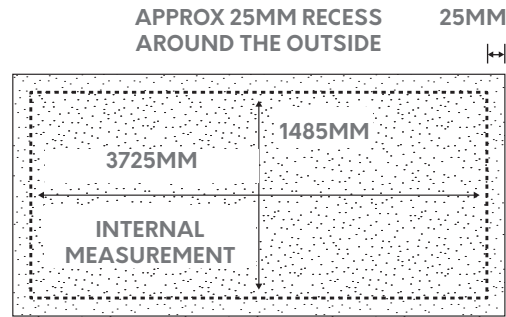 APPROX 25MM RECESS
AROUND THE OUTSIDE
25MM
1485MM
3725MM
INTERNAL
MEASUREMENT